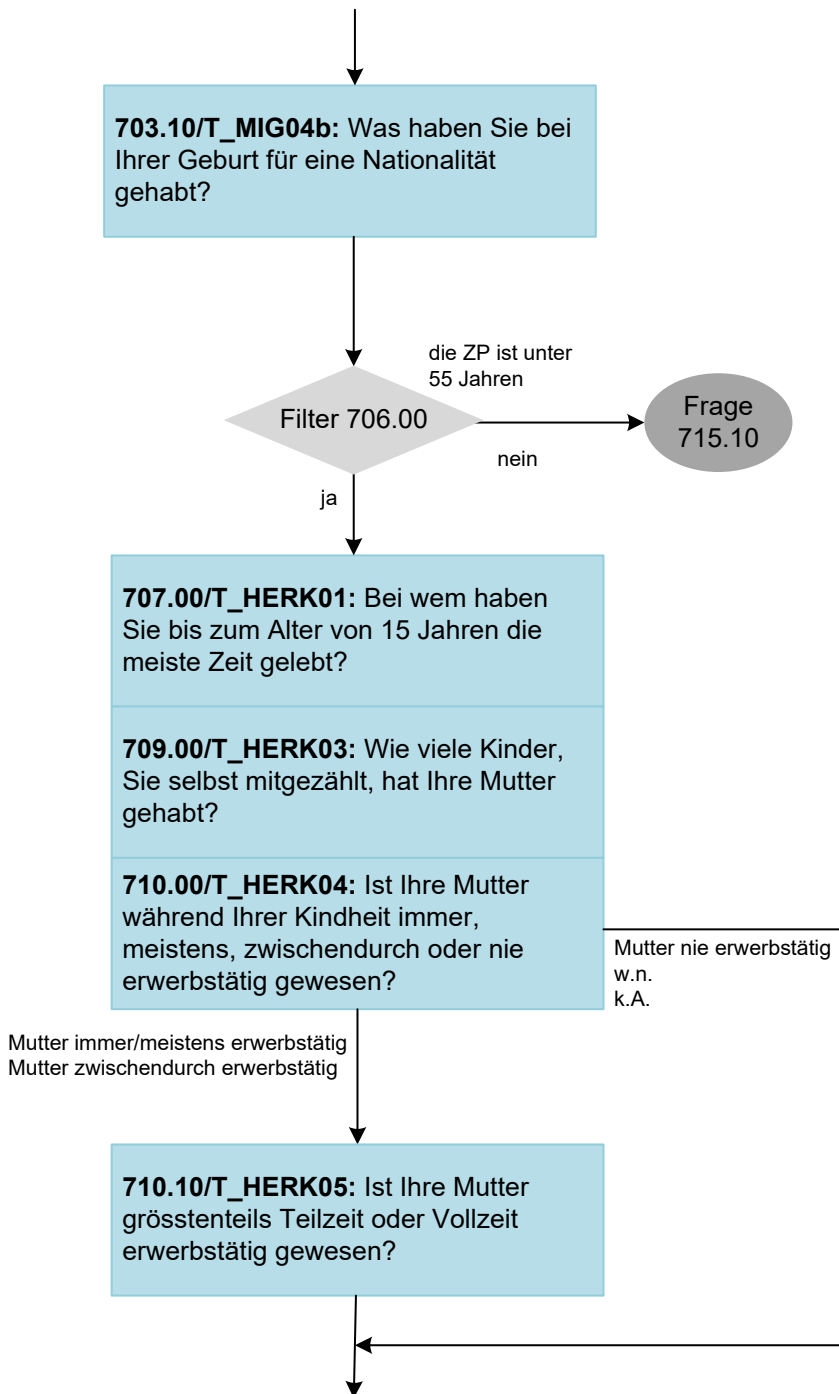 703.10/T_MIG04b: Was haben Sie bei
Ihrer Geburt für eine Nationalität
gehabt?
die ZP ist unter
55 Jahren
Filter 706.00
Frage
715.10
nein
ja
707.00/T_HERK01: Bei wem haben
Sie bis zum Alter von 15 Jahren die
meiste Zeit gelebt?
709.00/T_HERK03: Wie viele Kinder,
Sie selbst mitgezählt, hat Ihre Mutter
gehabt?
710.00/T_HERK04: Ist Ihre Mutter
während Ihrer Kindheit immer,
meistens, zwischendurch oder nie
erwerbstätig gewesen?
Mutter nie erwerbstätig
w.n.
k.A.
Mutter immer/meistens erwerbstätig
Mutter zwischendurch erwerbstätig
710.10/T_HERK05: Ist Ihre Mutter
grösstenteils Teilzeit oder Vollzeit
erwerbstätig gewesen?